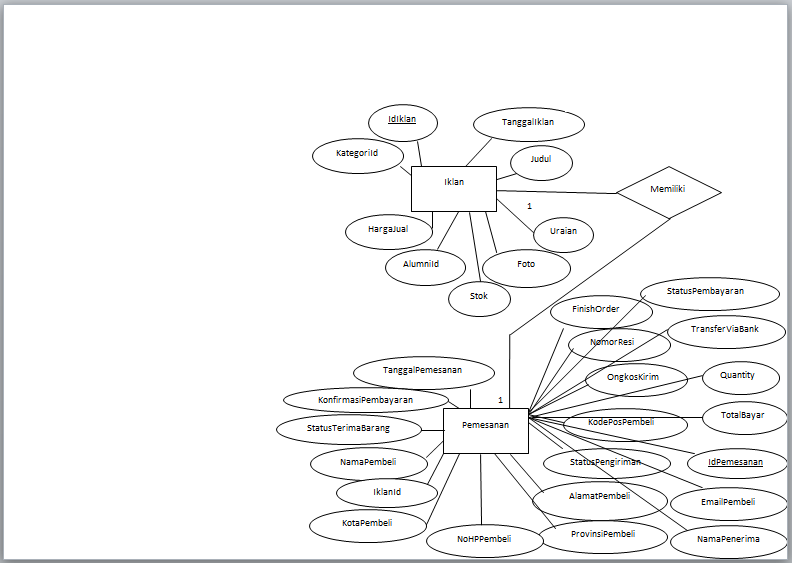 IdIklan
TanggalIklan
KategoriId
Judul
Iklan
Memiliki
1
HargaJual
Uraian
AlumniId
Foto
Stok
StatusPembayaran
FinishOrder
TransferViaBank
NomorResi
TanggalPemesanan
OngkosKirim
Quantity
KonfirmasiPembayaran
1
TotalBayar
StatusTerimaBarang
Pemesanan
KodePosPembeli
NamaPembeli
StatusPengiriman
IdPemesanan
IklanId
AlamatPembeli
EmailPembeli
KotaPembeli
NoHPPembeli
ProvinsiPembeli
NamaPenerima